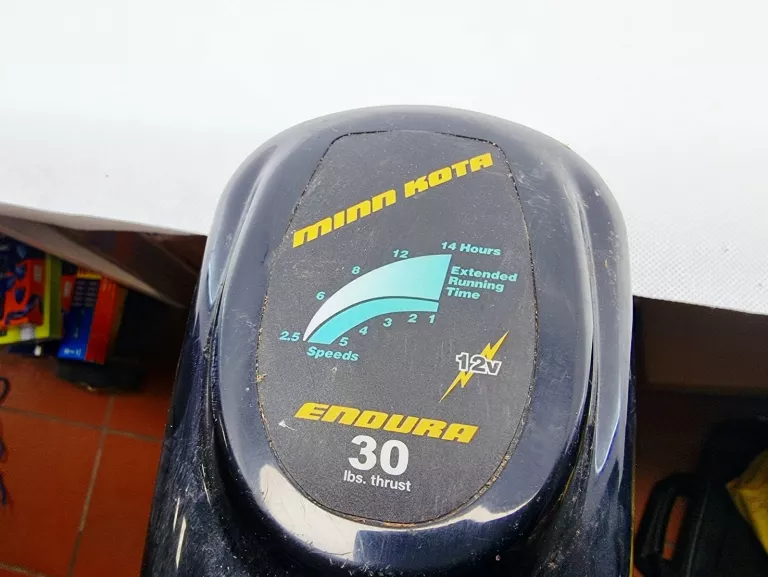 MINN KOTA
14 Hours
12
8
6
2.5
Extended
Running
Time
1
2
3
4
5
Speeds
12v
ENDURA
30
lbs. thrust